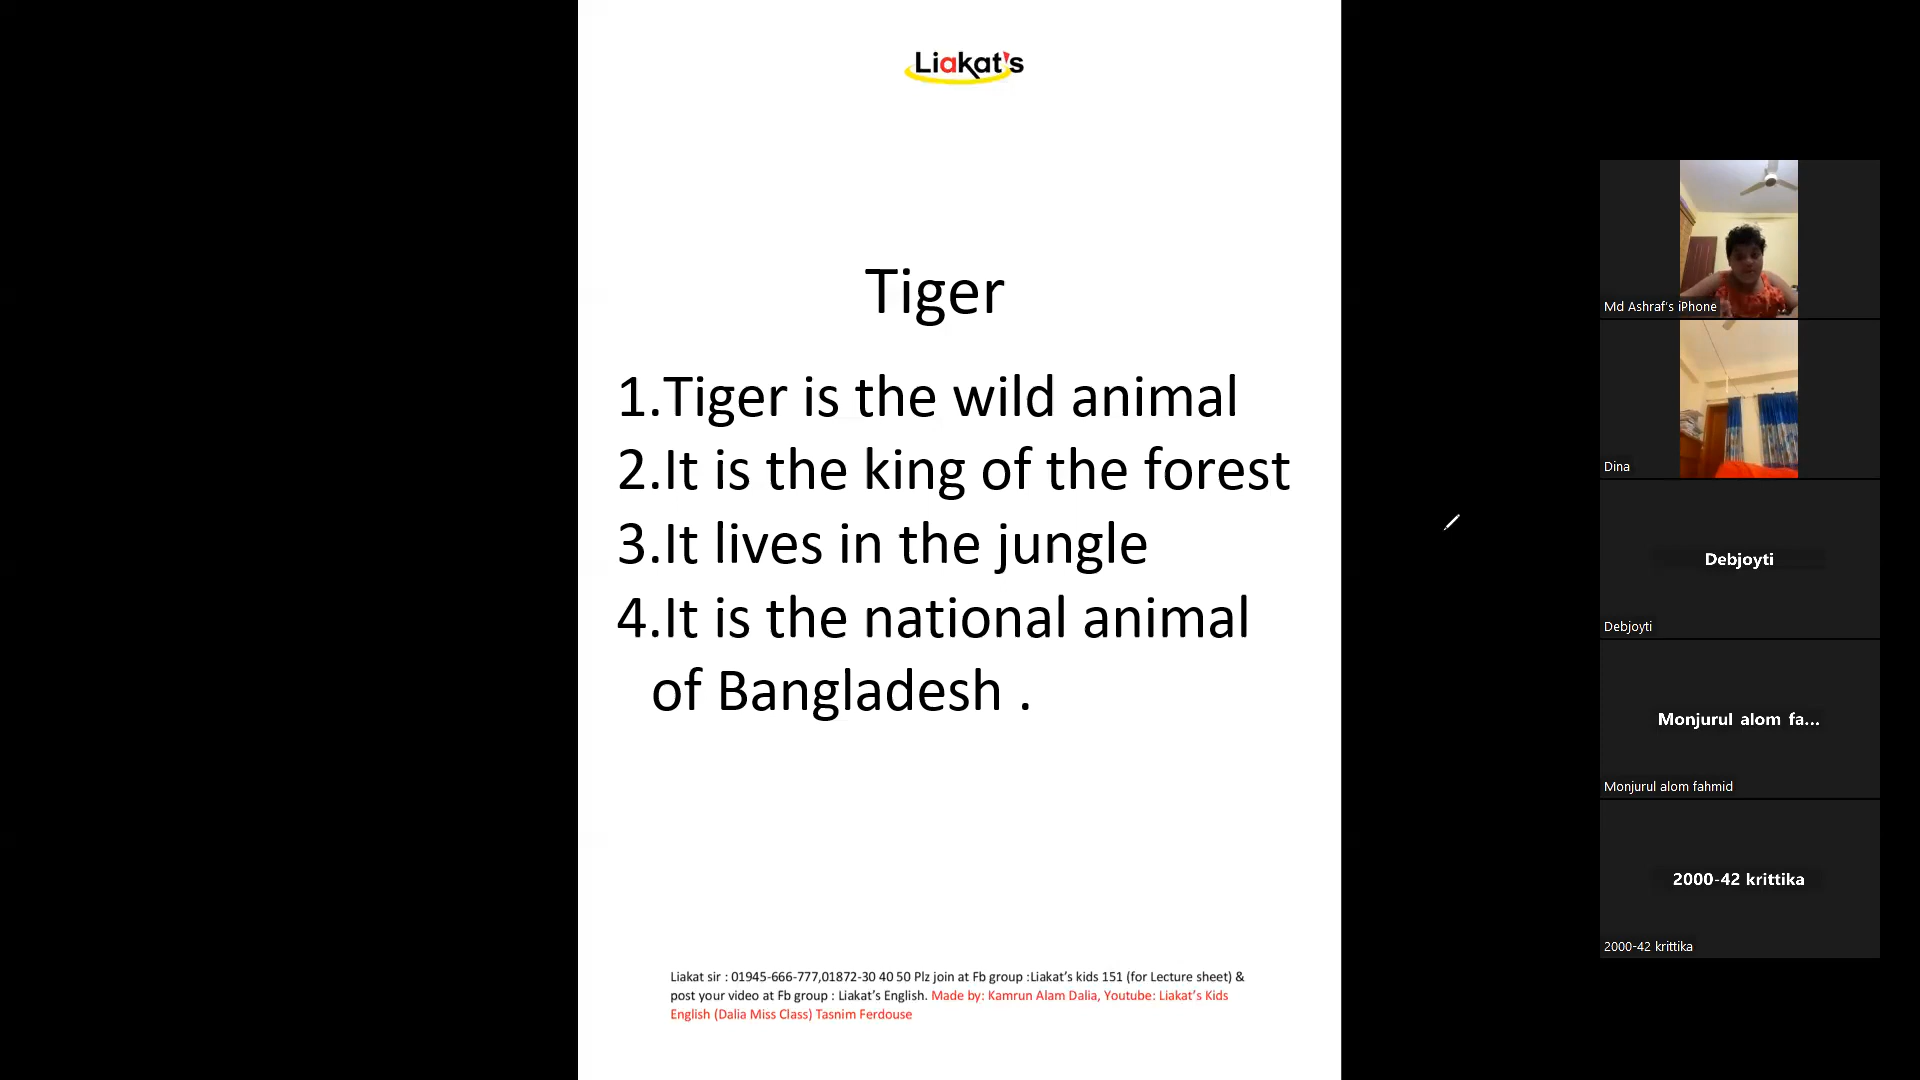 Liakat's
Tiger
1.Tiger is the wild animal
2.It is the king of the forest
3.It lives in the jungle
4.It is the national animal
of Bangladesh .
Liakat sir : 01945-666-777,01872-30 40 50 Plz join at Fb group :Liakat’s kids 151 (for Lecture sheet) &
post your video at Fb group : Liakat’s English. Made by: Kamrun Alam Dalia, Youtube: Liakat’s Kids
English (Dalia Miss Class) Tasnim Ferdouse
Md Ashraf's iPhone
Dina
Debjoyti
Debjoyti
Monjurul alom fa...
Monjurul alom fahmid
2000-42 krittika
2000-42 krittika